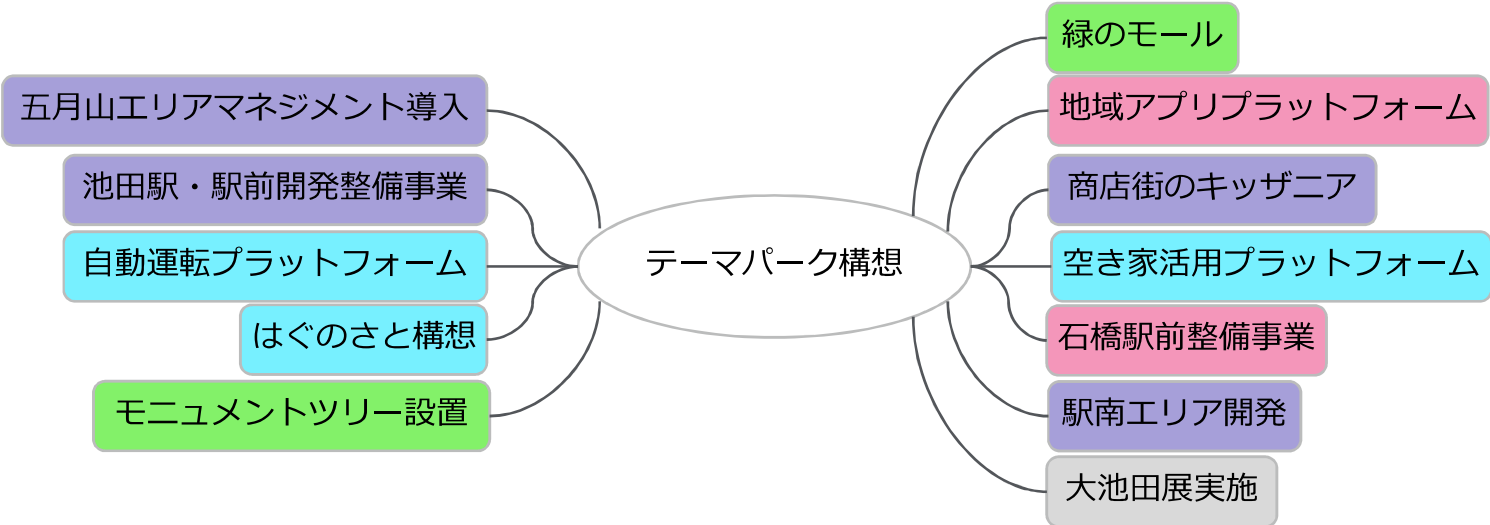 五月山エリアマネジメント導入
池田駅・駅前開発整備事業
自動運転プラットフォーム
はぐのさと構想
モニュメントツリー設置
テーマパーク構想
緑のモール
地域アプリプラットフォーム
商店街のキッザニア
空き家活用プラットフォーム
石橋駅前整備事業
駅南エリア開発
大池田展実施